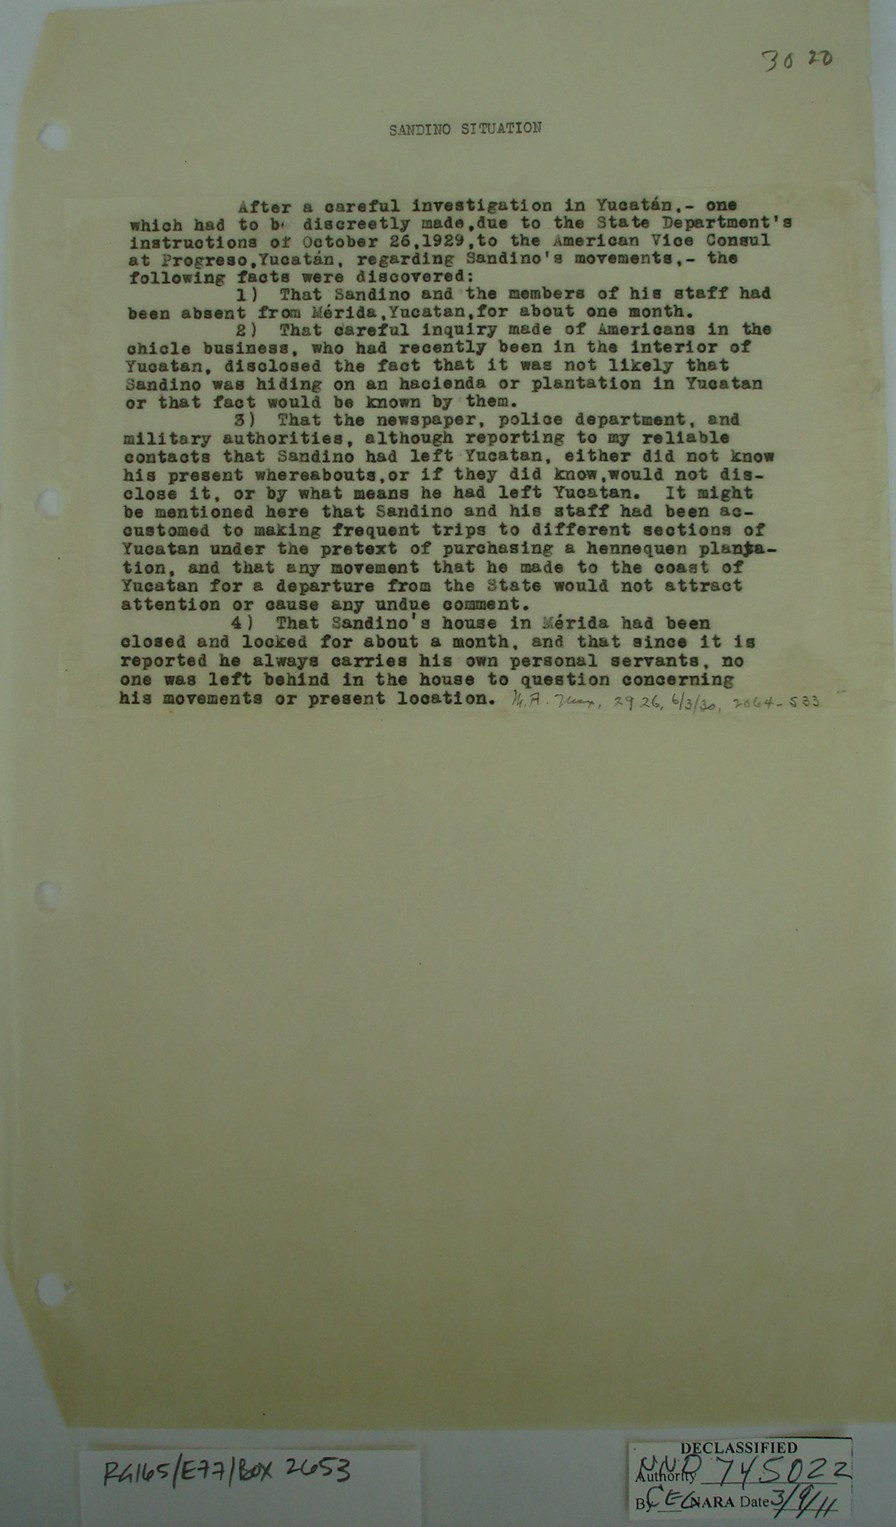 3020
SANDINO SITUATION
After a careful investigation in Yucatán,- one
which had to b discreetly made,due to the State Department's
instructions of October 26,1929,to the American Vice Consul
at Progreso,Yucatán, regarding Sandino's movements,- the
following facts were discovered:
1) That Sandino and the members of his staff had
been absent from Mérida,Yucatan,for about one month.
2) That careful inquiry made of Americans in the
chicle business, who had recently been in the interior of
Yucatan, disclosed the fact that it was not likely that
Sandino was hiding on an hacienda or plantation in Yucatan
or that fact would be known by them.
3) That the newspaper, police department, and
military authorities, although reporting to my reliable
contacts that Sandino had left Yucatan, either did not know
his present whereabouts,or if they did know,would not dis-
close it, or by what means he had left Yucatan. It might
be mentioned here that Sandino and his staff had been ac-
customed to making frequent trips to different sections of
Yucatan under the pretext of purchasing a hennequen planta-
tion, and that any movement that he made to the coast of
Yucatan for a departure from the State would not attract
attention or cause any undue comment.
4) That Sandino's house in Mérida had been
closed and locked for about a month, and that since it is
reported he always carries his own personal servants, no
one was left behind in the house to question concerning
his movements or present location. M.A. Mex, 2926, 6/3/30, 2064-533
RG165/E77/BOX 2653
DECLASSIFIED
Authority NND 745022
By CEG NARA Date 3/9/11